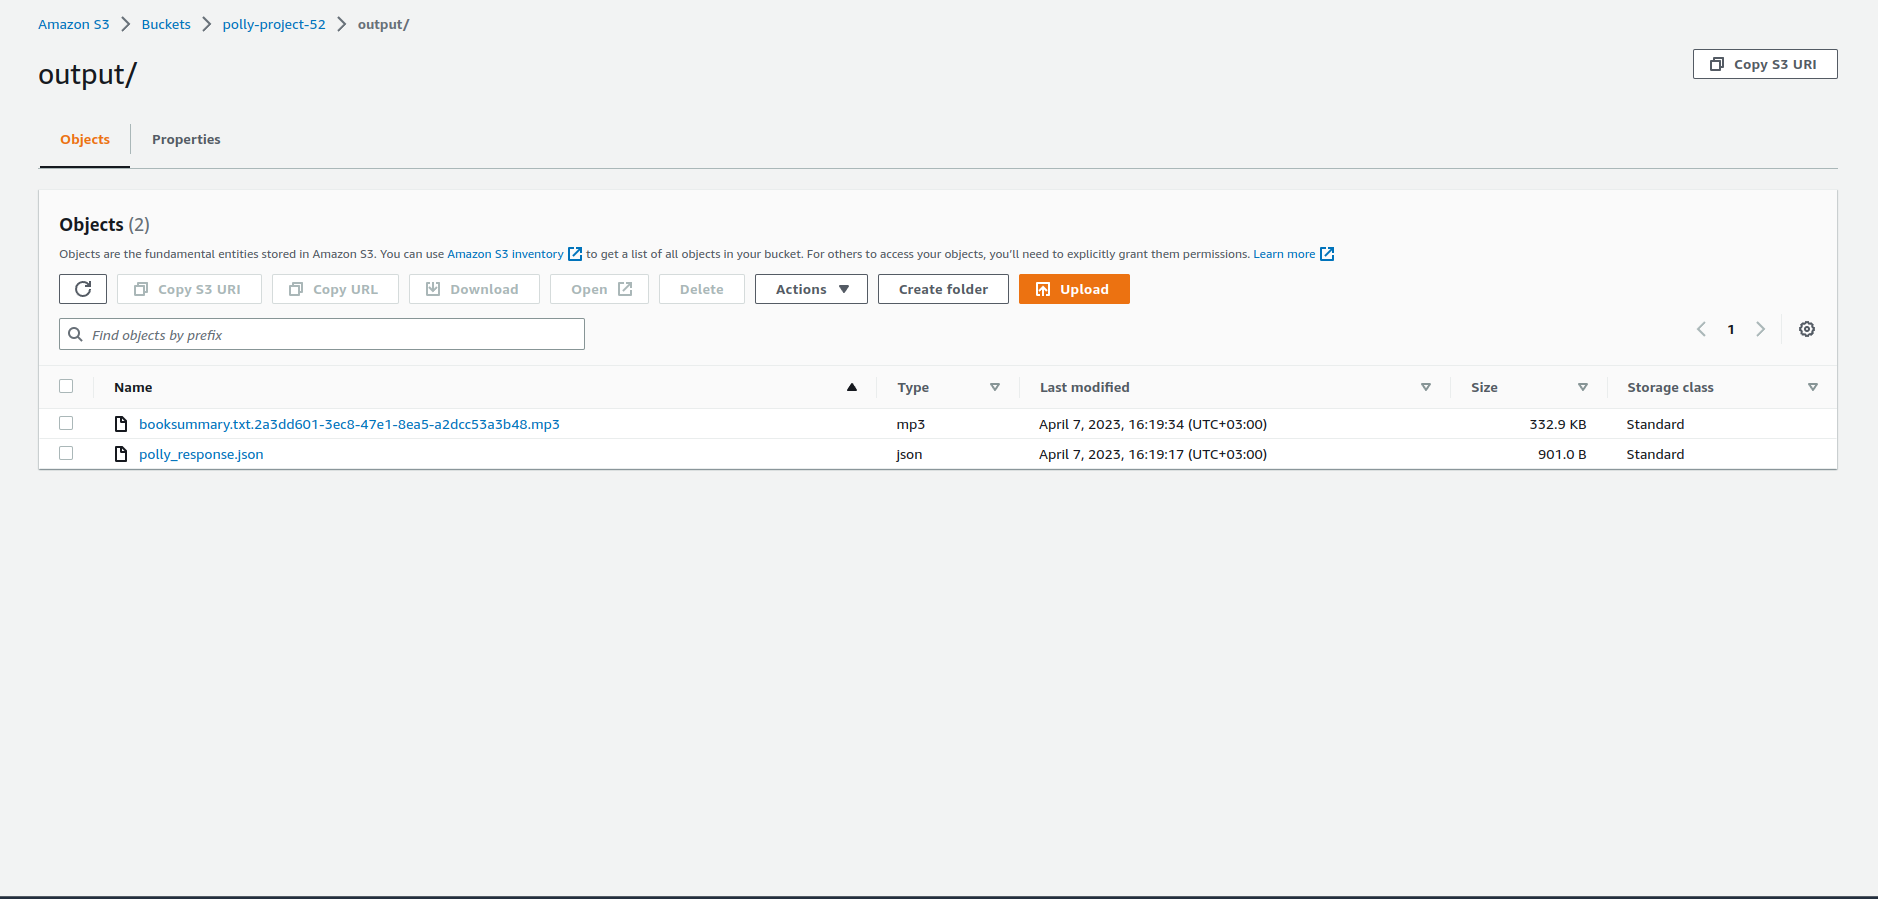 Amazon S3 > Buckets > polly-project-52 > output/
output/
Copy S3 URI
Objects Properties
Objects (2)
Objects are the fundamental entities stored in Amazon S3. You can use Amazon S3 inventory to get a list of all objects in your bucket. For others to access your objects, you'll need to explicitly grant them permissions. Learn more
Copy S3 URI Copy URL Download Open Delete Actions Create folder Upload
Find objects by prefix
1
Name Type Last modified Size Storage class
booksummary.txt.2a3dd601-3ec8-47e1-8ea5-a2dcc53a3b48.mp3 mp3 April 7, 2023, 16:19:34 (UTC+03:00) 332.9 KB Standard
polly_response.json json April 7, 2023, 16:19:17 (UTC+03:00) 901.0 B Standard